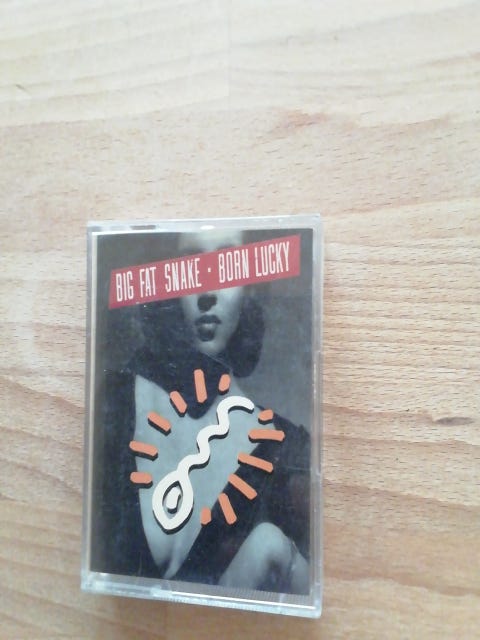 BIG FAT SNAKE · BORN LUCKY